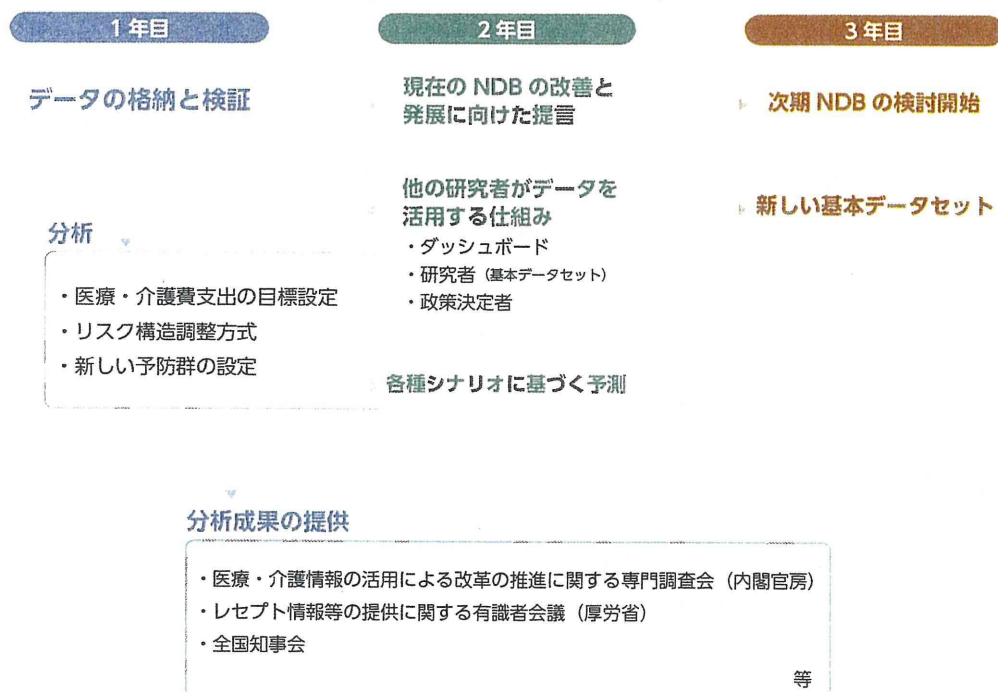 1年目
データの格納と検証
分析
・医療・介護費支出の目標設定
・リスク構造調整方式
・新しい予防群の設定
2年目
現在の NDB の改善と
発展に向けた提言
他の研究者がデータを
活用する仕組み
・ダッシュボード
・研究者(基本データセット)
・政策決定者
各種シナリオに基づく予測
3年目
次期 NDB の検討開始
新しい基本データセット
分析成果の提供
・医療・介護情報の活用による改革の推進に関する専門調査会(内閣官房)
・レセプト情報等の提供に関する有識者会議(厚労省)
・全国知事会
等